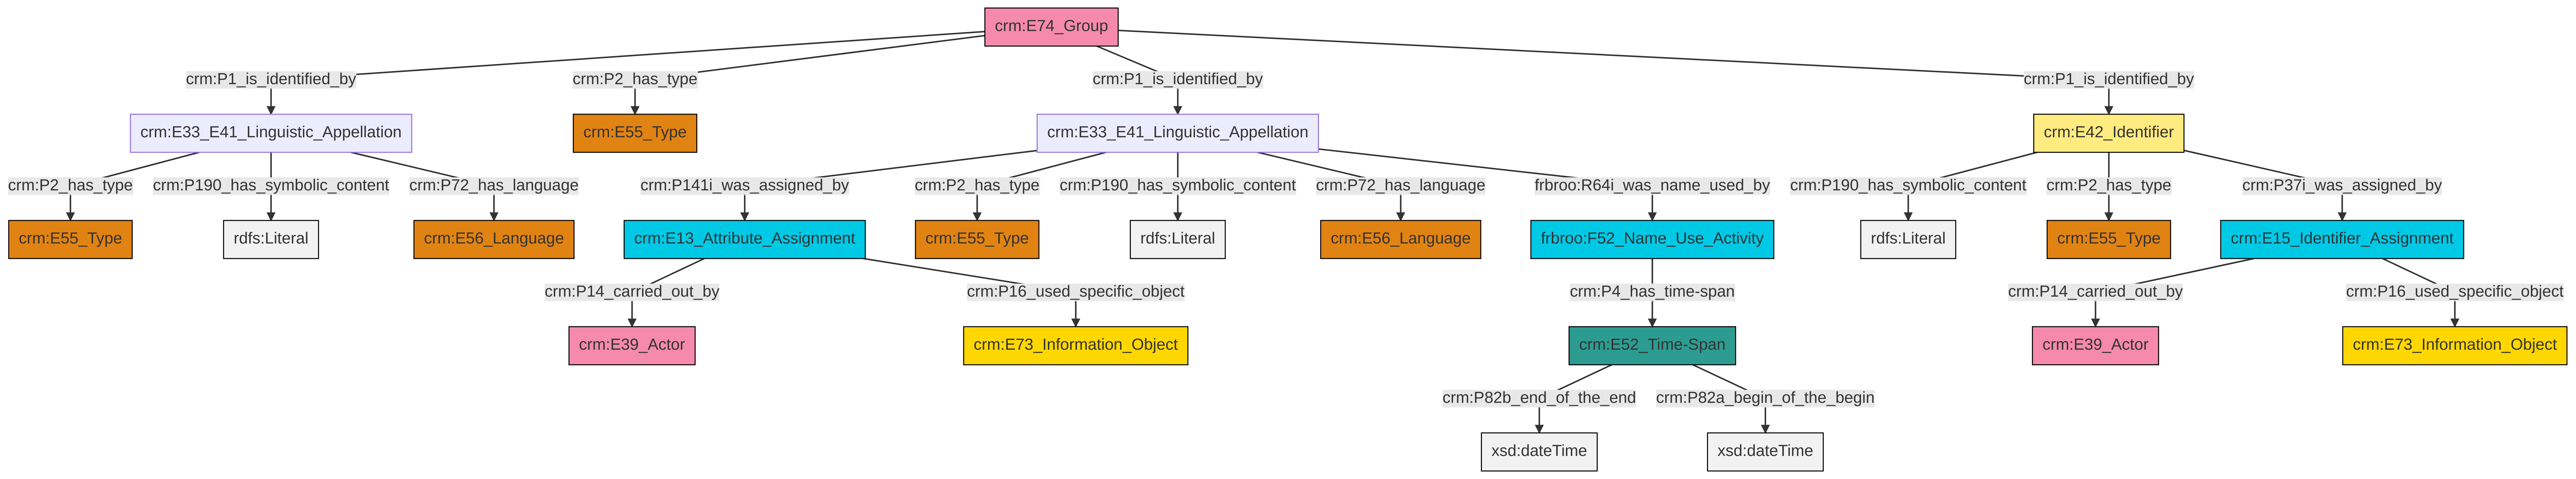 crm:E74_Group
crm:P1_is_identified_by
crm:P2_has_type
crm:P1_is_identified_by
crm:P1_is_identified_by
crm:E33_E41_Linguistic_Appellation
crm:E55_Type
crm:E33_E41_Linguistic_Appellation
crm:E42_Identifier
crm:P2_has_type
crm:P190_has_symbolic_content
crm:P72_has_language
crm:P141i_was_assigned_by
crm:P2_has_type
crm:P190_has_symbolic_content
crm:P72_has_language
frbroo:R64i_was_name_used_by
crm:P190_has_symbolic_content
crm:P2_has_type
crm:P37i_was_assigned_by
crm:E55_Type
rdfs:Literal
crm:E56_Language
crm:E13_Attribute_Assignment
crm:E55_Type
rdfs:Literal
crm:E56_Language
frbroo:F52_Name_Use_Activity
rdfs:Literal
crm:E55_Type
crm:E15_Identifier_Assignment
crm:P14_carried_out_by
crm:P16_used_specific_object
crm:P4_has_time-span
crm:P14_carried_out_by
crm:P16_used_specific_object
crm:E39_Actor
crm:E73_Information_Object
crm:E52_Time-Span
crm:E39_Actor
crm:E73_Information_Object
crm:P82b_end_of_the_end
crm:P82a_begin_of_the_begin
xsd:dateTime
xsd:dateTime